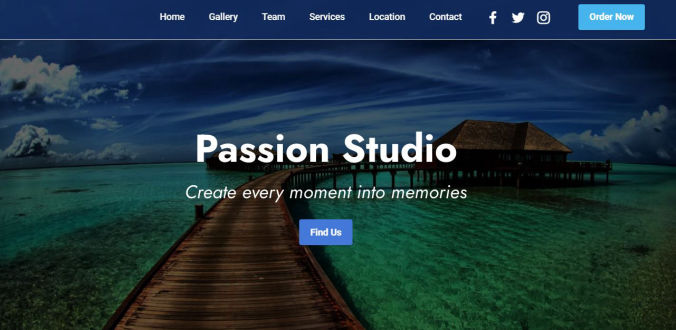 Home Gallery Team Services Location Contact Order Now
Passion Studio
Create every moment into memories
Find Us